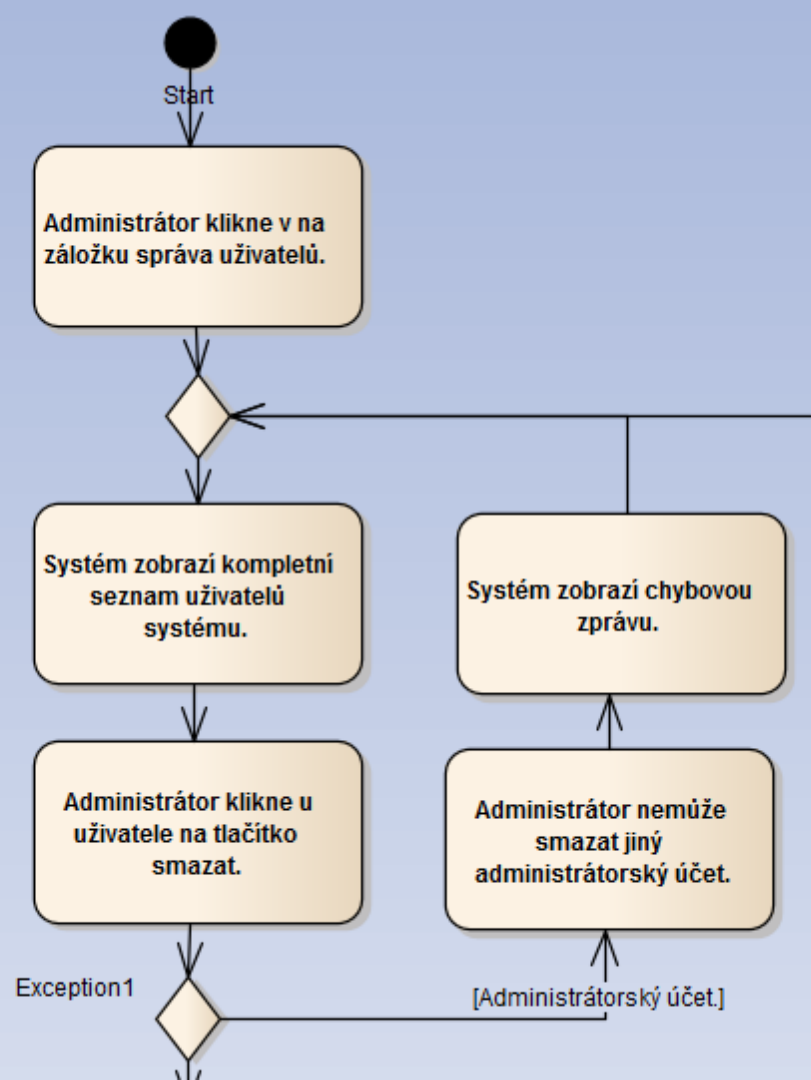 Start
Administrátor klikne v na
záložku správa uživatelů.
Systém zobrazí kompletní
seznam uživatelů
systému.
Systém zobrazí chybovou
zprávu.
Administrátor klikne u
uživatele na tlačítko
smazat.
Administrátor nemůže
smazat jiný
administrátorský účet.
Exception1
[Administrátorský účet.]